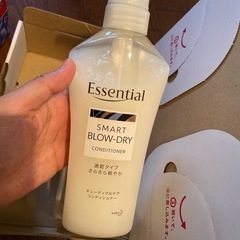 Essential
SMART
BLOW-DRY
CONDITIONER
速乾タイプ
さらさら軽やか
キューティクルケア
コンディショナー